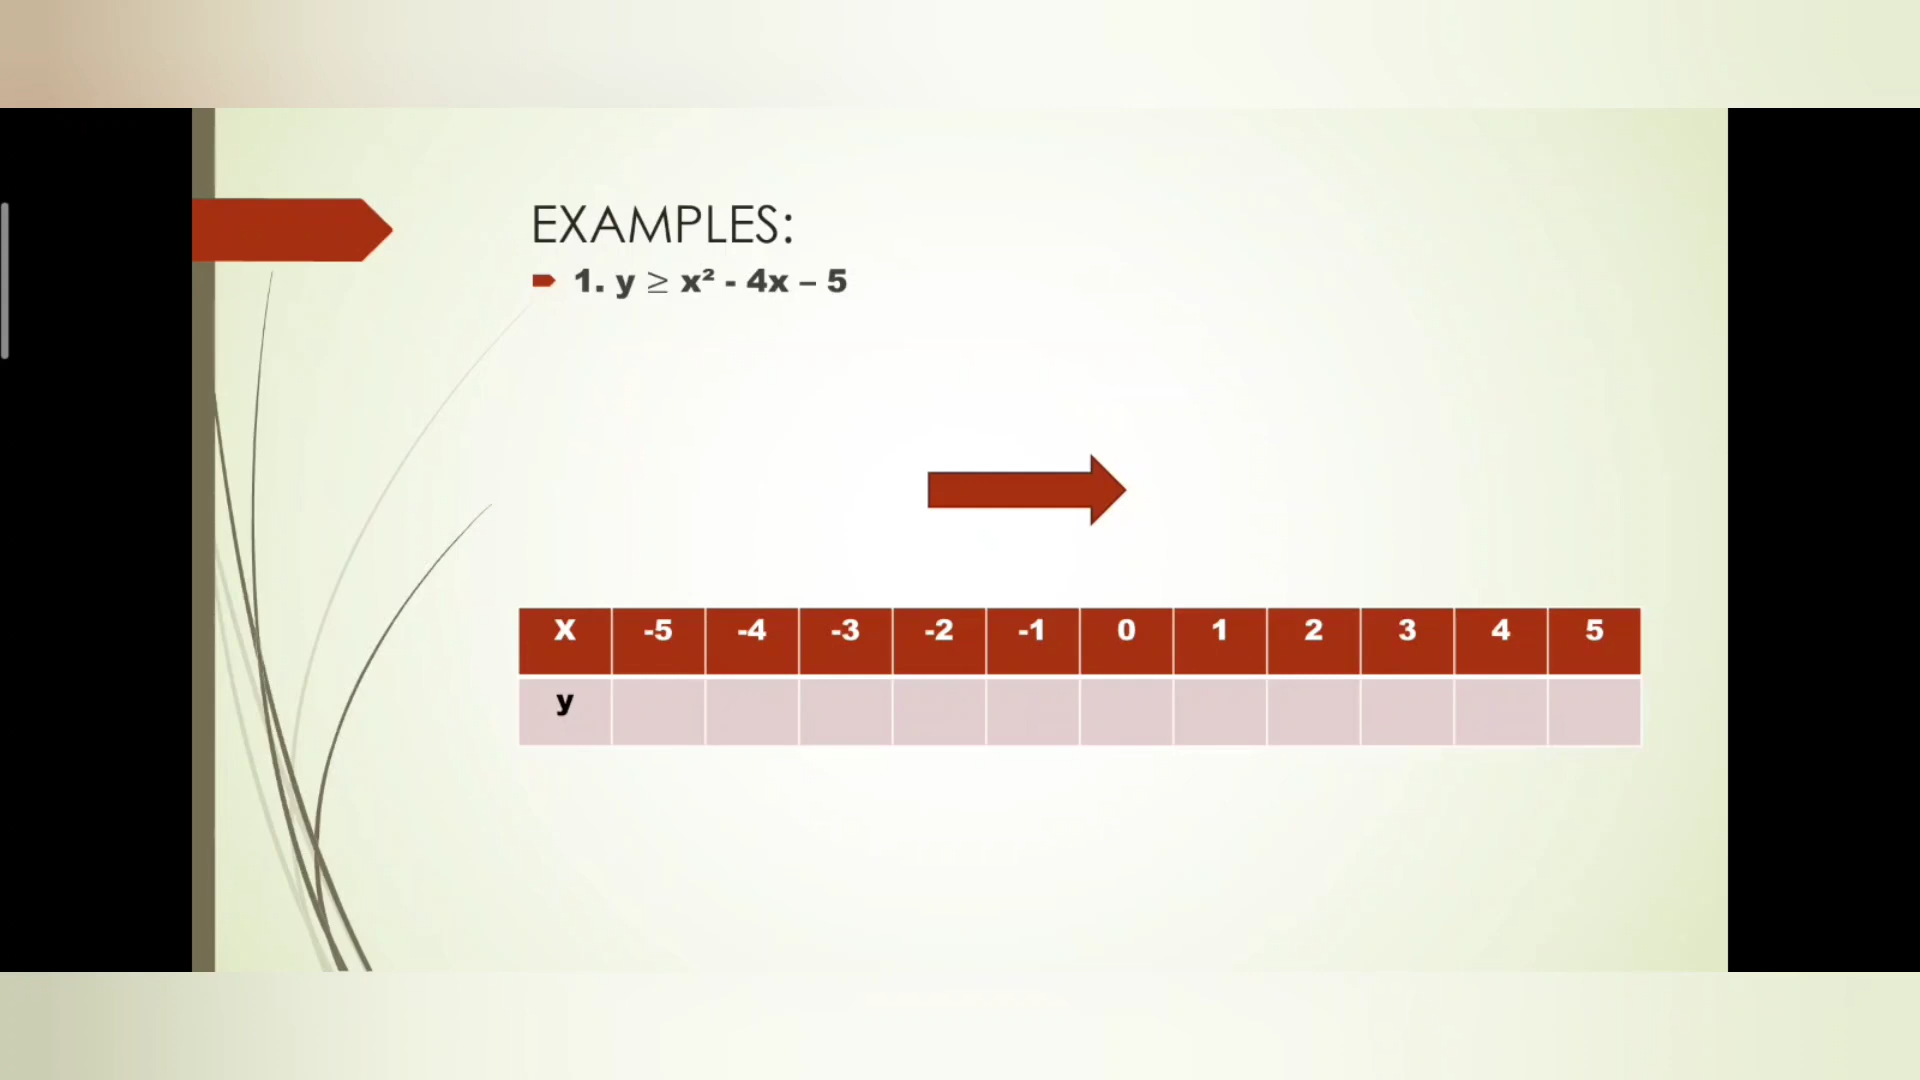 EXAMPLES:
1. y ≥ x² - 4x – 5
X -5 -4 -3 -2 -1 0 1 2 3 4 5
y